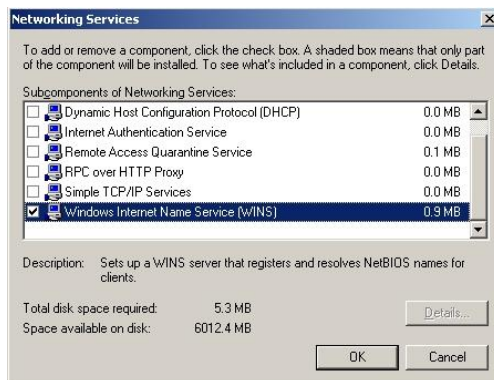 Networking Services
To add or remove a component, click the check box. A shaded box means that only part
of the component will be installed. To see what's included in a component, click Details.
Subcomponents of Networking Services:
Dynamic Host Configuration Protocol (DHCP) 0.0 MB
Internet Authentication Service 0.0 MB
Remote Access Quarantine Service 0.1 MB
RPC over HTTP Proxy 0.0 MB
Simple TCP/IP Services 0.0 MB
Windows Internet Name Service (WINS) 0.9 MB
Description: Sets up a WINS server that registers and resolves NetBIOS names for
clients.
Total disk space required: 5.3 MB
Space available on disk: 6012.4 MB
Details...
OK Cancel